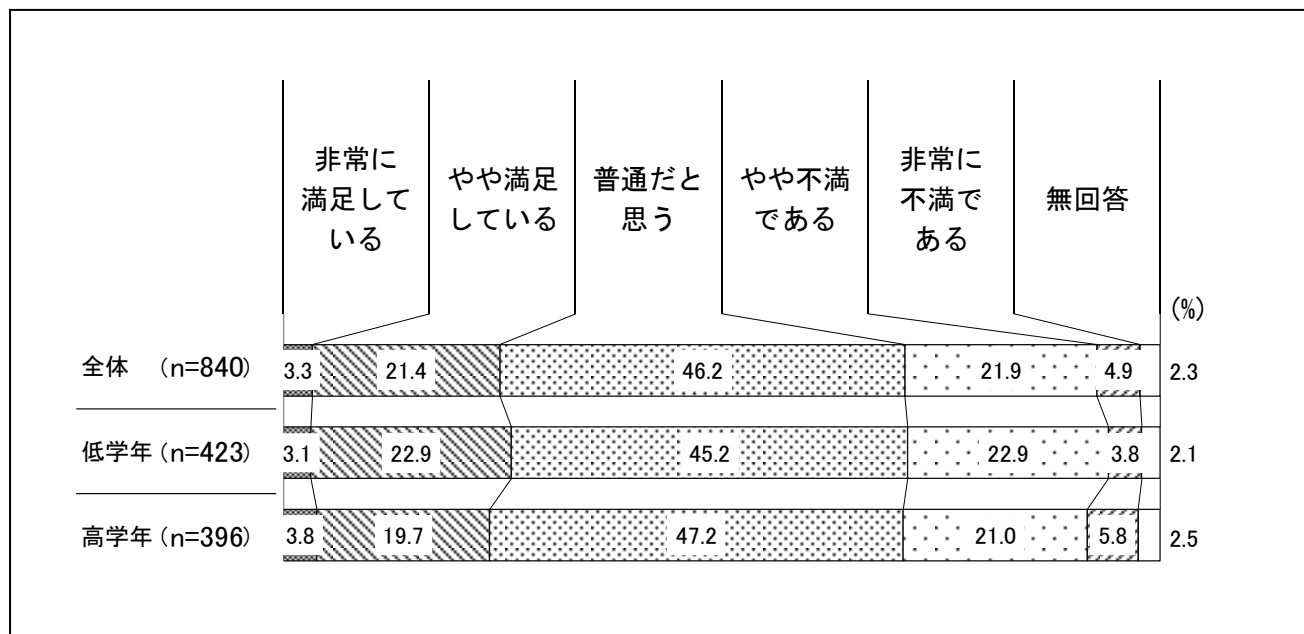 非常に
満足して
いる
やや満足
している
普通だと
思う
やや不満
である
非常に
不満で
ある
無回答
(%)
全体 (n=840) 3.3 21.4 46.2 21.9 4.9 2.3
低学年 (n=423) 3.1 22.9 45.2 22.9 3.8 2.1
高学年 (n=396) 3.8 19.7 47.2 21.0 5.8 2.5